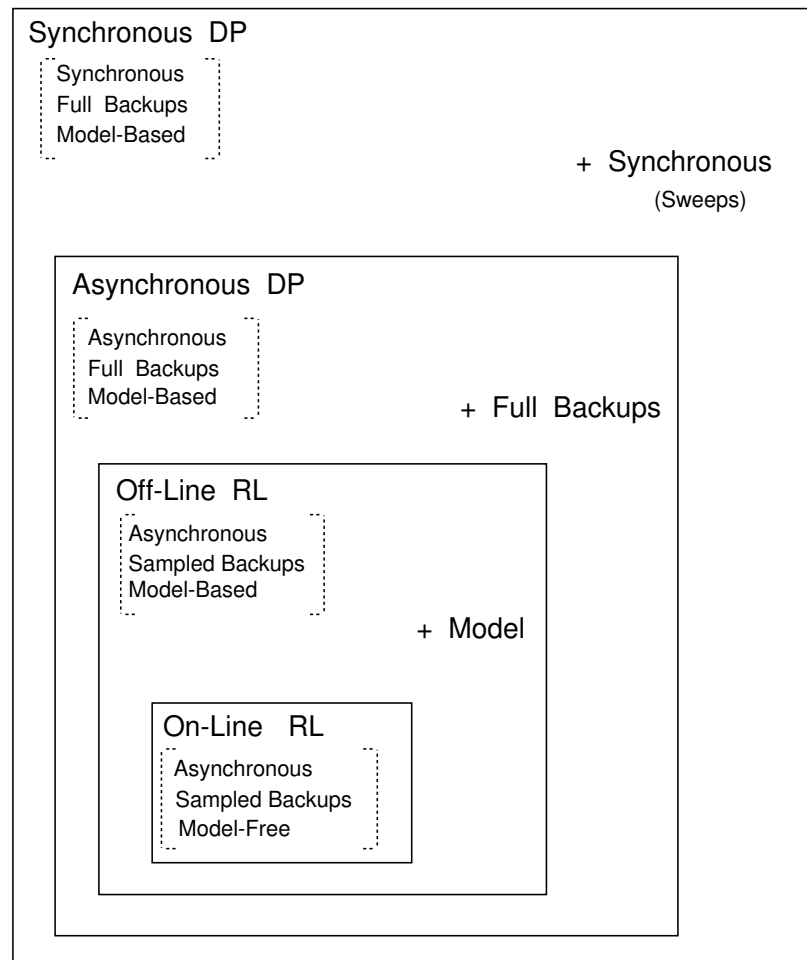 Synchronous DP
Synchronous
Full Backups
Model-Based
+ Synchronous
(Sweeps)
Asynchronous DP
Asynchronous
Full Backups
Model-Based
+ Full Backups
Off-Line RL
Asynchronous
Sampled Backups
Model-Based
+ Model
On-Line RL
Asynchronous
Sampled Backups
Model-Free